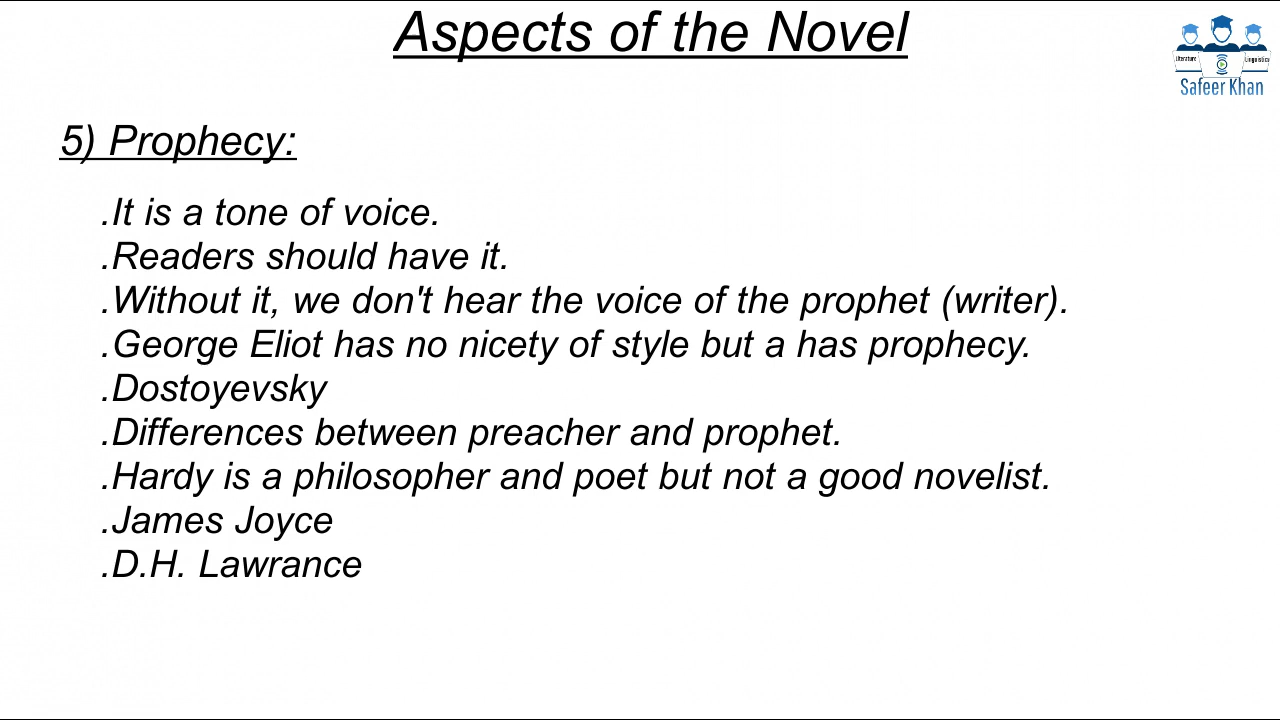 Aspects of the Novel
Literature
Linguistics
Safeer Khan
5) Prophecy:
.It is a tone of voice.
.Readers should have it.
.Without it, we don't hear the voice of the prophet (writer).
.George Eliot has no nicety of style but a has prophecy.
.Dostoyevsky
.Differences between preacher and prophet.
.Hardy is a philosopher and poet but not a good novelist.
.James Joyce
.D.H. Lawrance